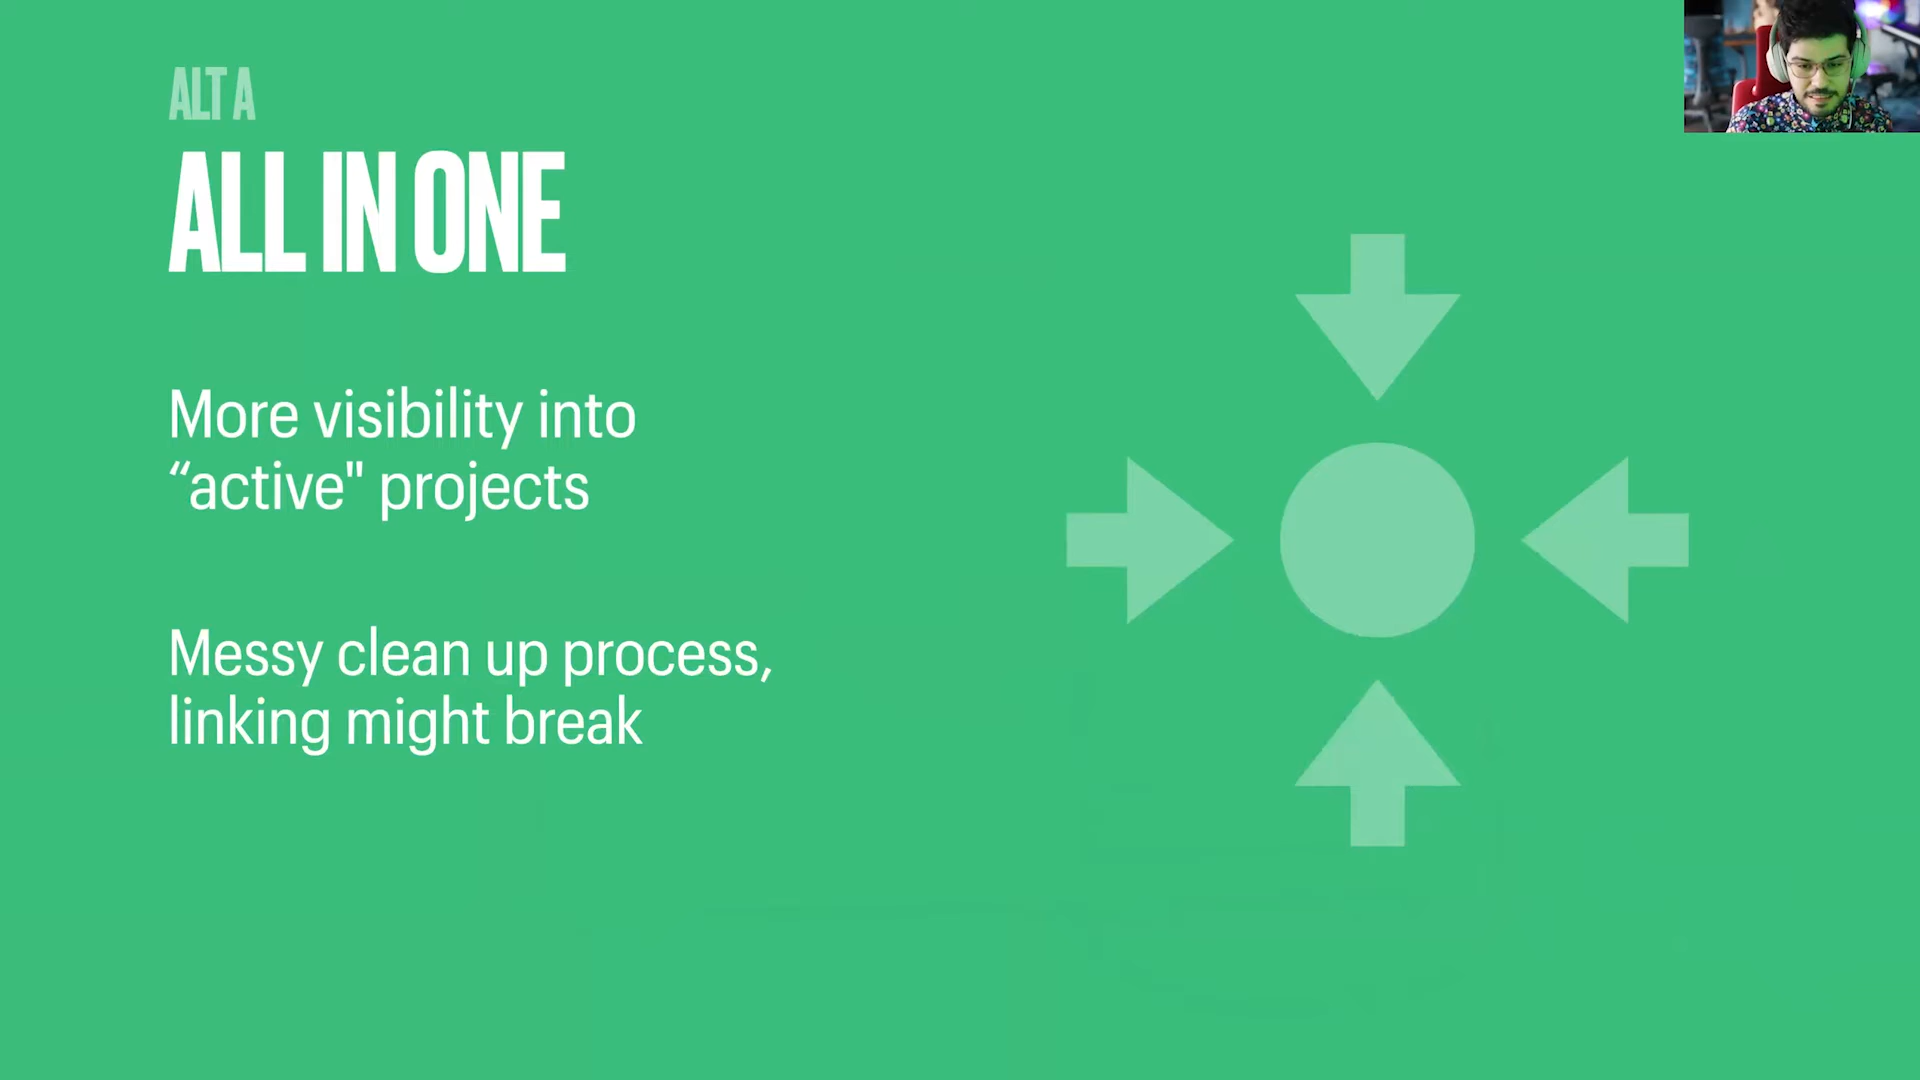 ALT A
ALL IN ONE
More visibility into
“active" projects
Messy clean up process,
linking might break